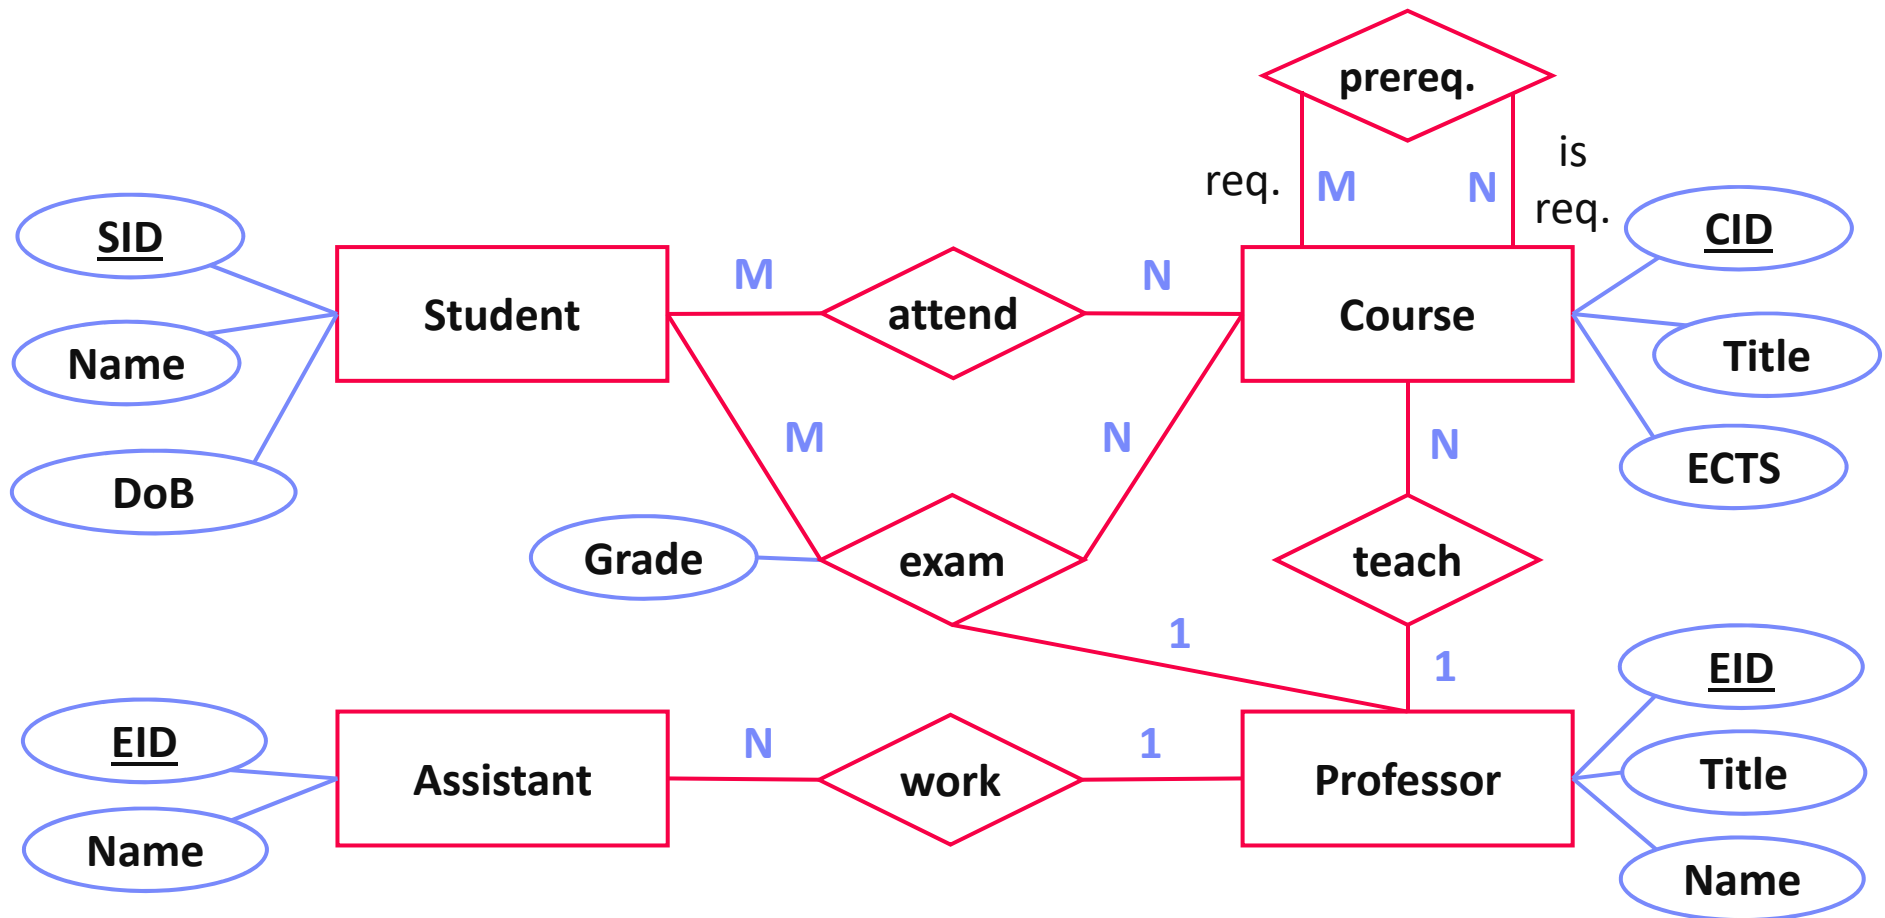 prereq.
req.
M
N
is
req.
SID
CID
Student
M
attend
N
Course
Name
Title
M
N
N
ECTS
DoB
Grade
exam
teach
1
1
EID
EID
N
1
Title
Assistant
work
Professor
Name
Name